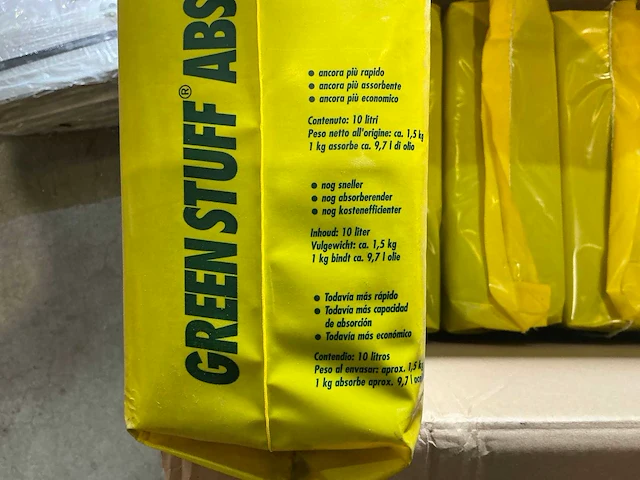 GREEN STUFF® ABS
• ancora più rapido
• ancora più assorbente
• ancora più economico
Contenuto: 10 litri
Peso netto all'origine: ca. 1,5 kg
1 kg assorbe ca. 9,7 l di olio
• nog sneller
• nog absorberender
• nog kostenefficienter
Inhoud: 10 liter
Vulgewicht: ca. 1,5 kg
1 kg bindt ca. 9,7 l olie
• Todavía más rápido
• Todavía más capacidad
de absorción
• Todavía más económico
Contendio: 10 litros
Peso al envasar: aprox. 1,5 kg
1 kg absorbe aprox. 9,7 l